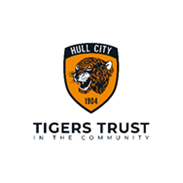 HULL CITY
1904
TIGERS TRUST
IN THE COMMUNITY